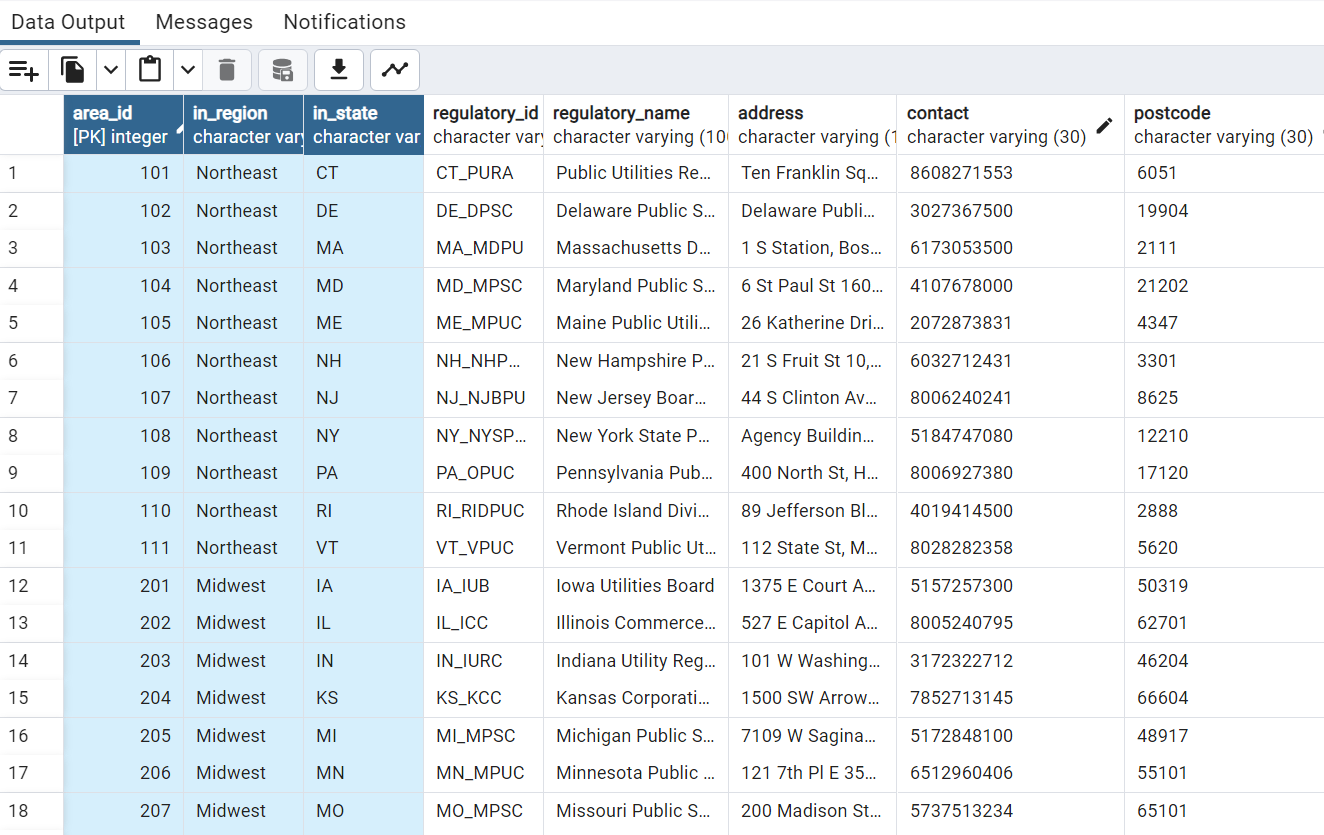 Data Output Messages Notifications
area_id in_region in_state regulatory_id regulatory_name address contact postcode
[PK] integer character vary character var character vary character varying (100 character varying (1 character varying (30) character varying (30)
1 101 Northeast CT CT_PURA Public Utilities Re... Ten Franklin Sq... 8608271553 6051
2 102 Northeast DE DE_DPSC Delaware Public S... Delaware Publi... 3027367500 19904
3 103 Northeast MA MA_MDPU Massachusetts D... 1 S Station, Bos... 6173053500 2111
4 104 Northeast MD MD_MPSC Maryland Public S... 6 St Paul St 160... 4107678000 21202
5 105 Northeast ME ME_MPUC Maine Public Utili... 26 Katherine Dri... 2072873831 4347
6 106 Northeast NH NH_NHP... New Hampshire P... 21 S Fruit St 10,... 6032712431 3301
7 107 Northeast NJ NJ_NJBPU New Jersey Boar... 44 S Clinton Av... 8006240241 8625
8 108 Northeast NY NY_NYSP... New York State P... Agency Buildin... 5184747080 12210
9 109 Northeast PA PA_OPUC Pennsylvania Pub... 400 North St, H... 8006927380 17120
10 110 Northeast RI RI_RIDPUC Rhode Island Divi... 89 Jefferson Bl... 4019414500 2888
11 111 Northeast VT VT_VPUC Vermont Public Ut... 112 State St, M... 8028282358 5620
12 201 Midwest IA IA_IUB Iowa Utilities Board 1375 E Court A... 5157257300 50319
13 202 Midwest IL IL_ICC Illinois Commerce... 527 E Capitol A... 8005240795 62701
14 203 Midwest IN IN_IURC Indiana Utility Reg... 101 W Washing... 3172322712 46204
15 204 Midwest KS KS_KCC Kansas Corporati... 1500 SW Arrow... 7852713145 66604
16 205 Midwest MI MI_MPSC Michigan Public S... 7109 W Sagina... 5172848100 48917
17 206 Midwest MN MN_MPUC Minnesota Public ... 121 7th Pl E 35... 6512960406 55101
18 207 Midwest MO MO_MPSC Missouri Public S... 200 Madison St... 5737513234 65101